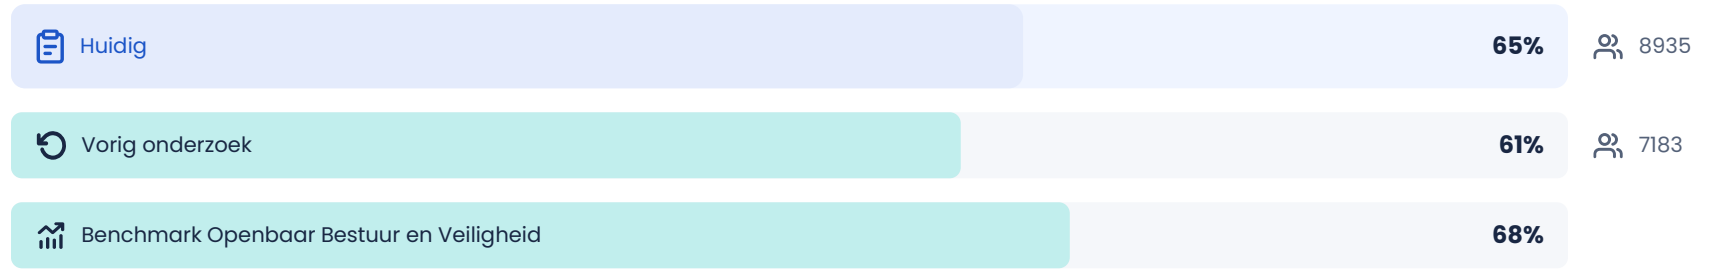 Huidig 65% 8935
Vorig onderzoek 61% 7183
Benchmark Openbaar Bestuur en Veiligheid 68%